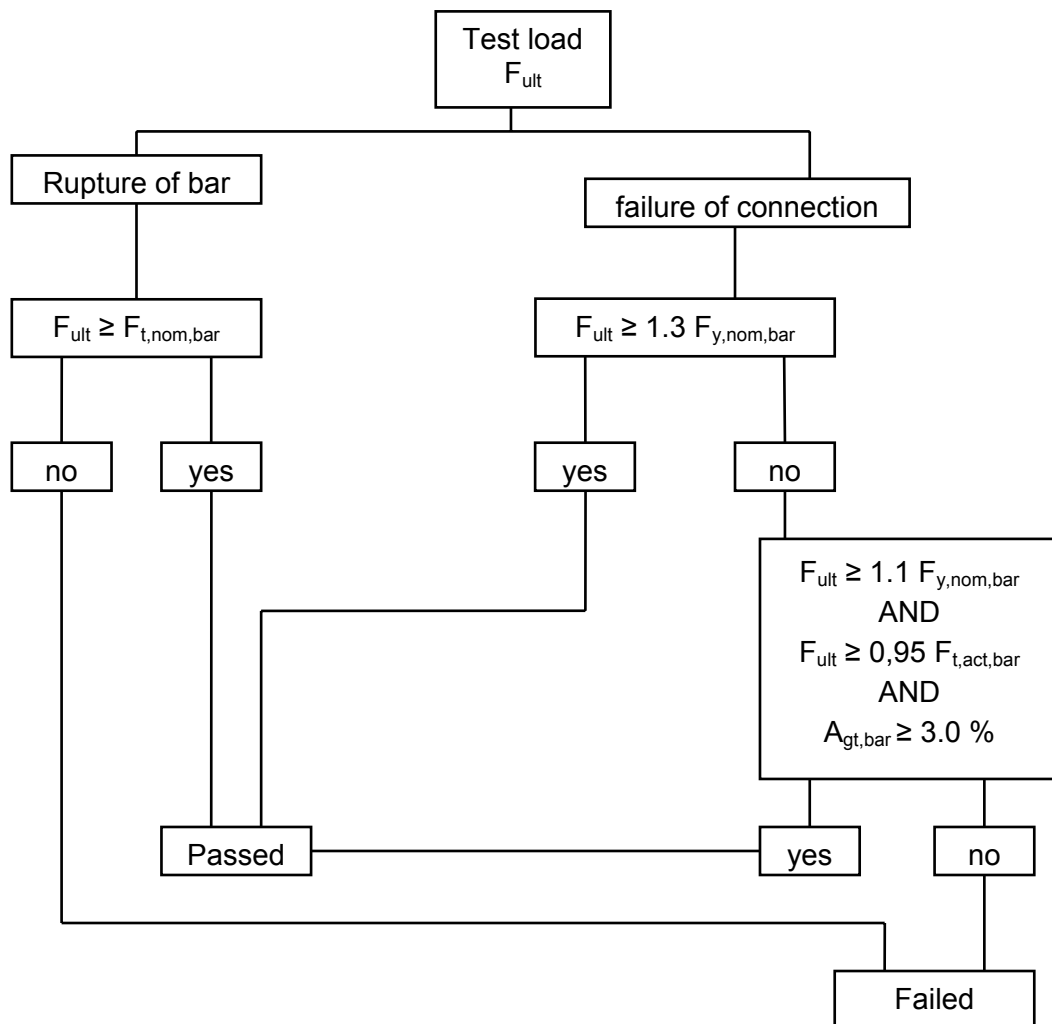 Test load
F_ult
Rupture of bar
failure of connection
F_ult ≥ F_t,nom,bar
F_ult ≥ 1.3 F_y,nom,bar
no
yes
yes
no
F_ult ≥ 1.1 F_y,nom,bar
AND
F_ult ≥ 0,95 F_t,act,bar
AND
A_gt,bar ≥ 3.0 %
Passed
yes
no
Failed